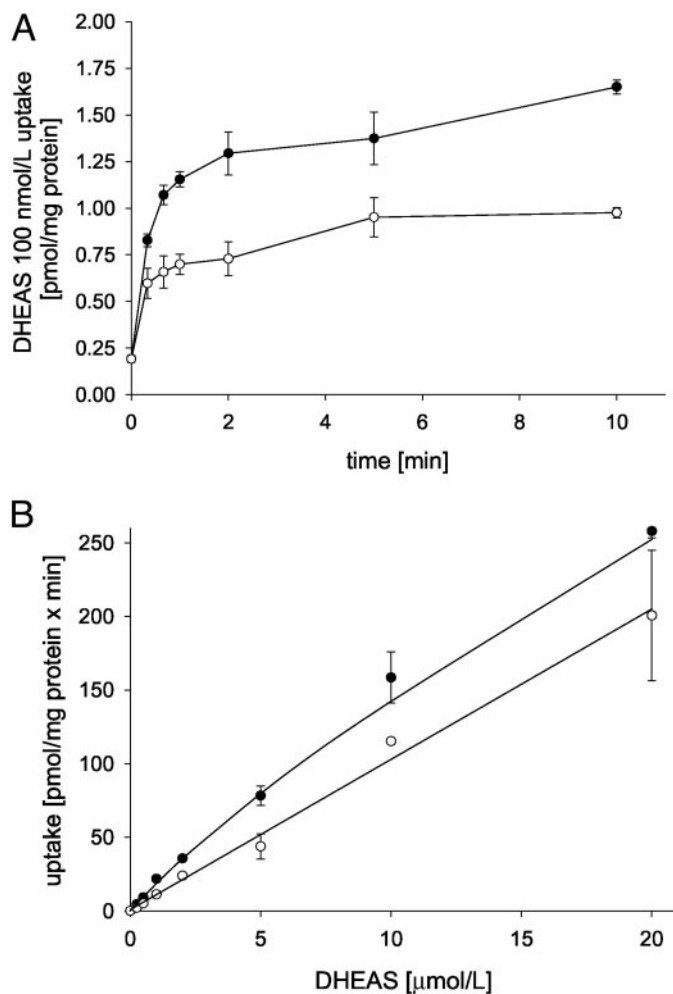 A
DHEAS 100 nmol/L uptake
[pmol/mg protein]
2.00
1.75
1.50
1.25
1.00
0.75
0.50
0.25
0.00
0 2 4 6 8 10
time [min]
B
uptake [pmol/mg protein x min]
250
200
150
100
50
0
0 5 10 15 20
DHEAS [μmol/L]